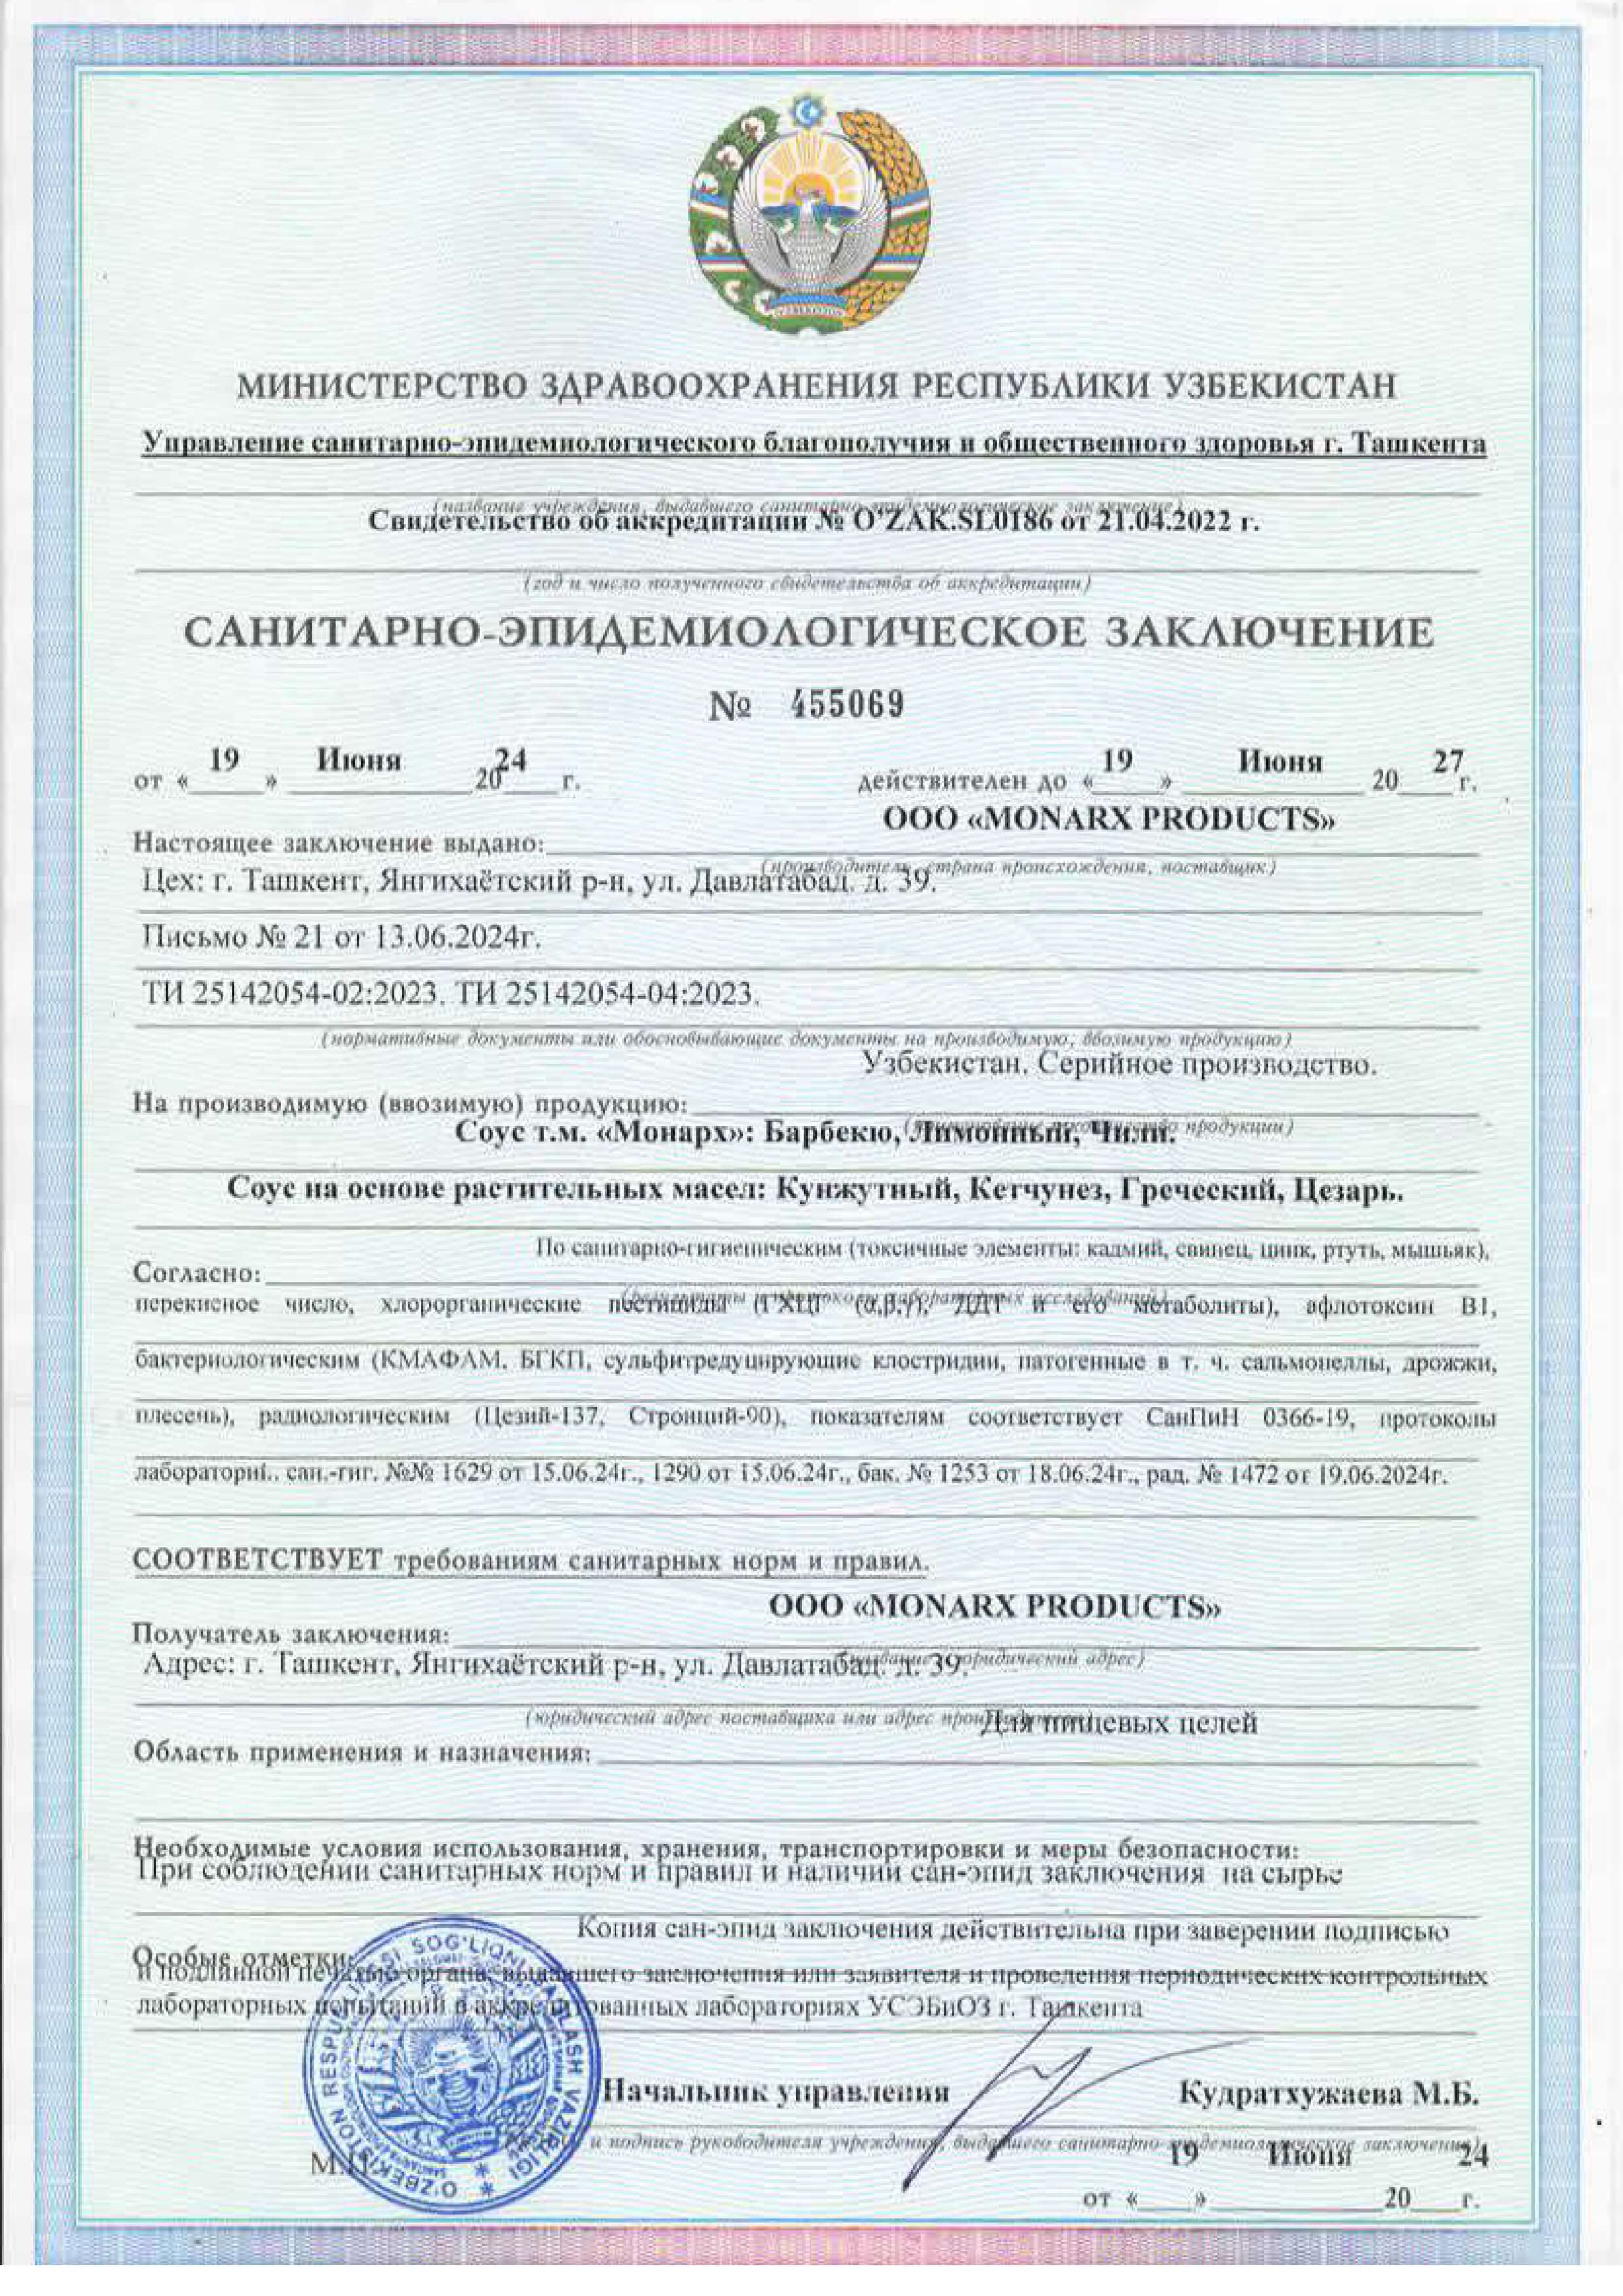 МИНИСТЕРСТВО ЗДРАВООХРАНЕНИЯ РЕСПУБЛИКИ УЗБЕКИСТАН
Управление санитарно-эпидемиологического благополучия и общественного здоровья г. Ташкента
(название учреждения, выдавшего санитарно-эпидемиологическое заключение)
Свидетельство об аккредитации № O'ZAK.SL0186 от 21.04.2022 г.
(год и число полученного свидетельства об аккредитации)
САНИТАРНО-ЭПИДЕМИОЛОГИЧЕСКОЕ ЗАКЛЮЧЕНИЕ
№ 455069
от « 19 » Июня 2024 г. действителен до « 19 » Июня 20 27 г.
ООО «MONARX PRODUCTS»
Настоящее заключение выдано:
(производитель, страна происхождения, поставщик)
Цех: г. Ташкент, Янгихаётский р-н, ул. Давлатабад. д. 39.
Письмо № 21 от 13.06.2024г.
ТИ 25142054-02:2023. ТИ 25142054-04:2023.
(нормативные документы или обосновывающие документы на производимую, ввозимую продукцию)
Узбекистан. Серийное производство.
На производимую (ввозимую) продукцию:
продукции)
Соус т.м. «Монарх»: Барбекю, Лимонный, Чили.
Соус на основе растительных масел: Кунжутный, Кетчунез, Греческий, Цезарь.
По санитарно-гигиеническим (токсичные элементы: кадмий, свинец, цинк, ртуть, мышьяк),
Согласно:
(результаты и протоколы лабораторных исследований)
перекисное число, хлорорганические пестициды (ГХЦГ (α,β,γ), ДДТ и его метаболиты), афлотоксин В1,
бактериологическим (КМАФАМ, БГКП, сульфитредуцирующие клостридии, патогенные в т. ч. сальмонеллы, дрожжи,
плесень), радиологическим (Цезий-137, Стронций-90), показателям соответствует СанПиН 0366-19, протоколы
сан.-гиг. №№ 1629 от 15.06.24г., 1290 от 15.06.24г., бак. № 1253 от 18.06.24г., рад. № 1472 от 19.06.2024г.
СООТВЕТСТВУЕТ требованиям санитарных норм и правил.
ООО «MONARX PRODUCTS»
Получатель заключения:
юридический адрес)
Адрес: г. Ташкент, Янгихаётский р-н, ул. Давлатабад. д. 39.
(юридический адрес поставщика или адрес
Для пищевых целей
Область применения и назначения:
Необходимые условия использования, хранения, транспортировки и меры безопасности:
При соблюдении санитарных норм и правил и наличии сан-эпид заключения на сырье
Копия сан-эпид заключения действительна при заверении подписью
Особые отметки:
и подлинной печатью органа, выдавшего заключения или заявителя и проведения периодических контрольных
лабораторных испытаний в аккредитованных лабораториях УСЭБиОЗ г. Ташкента
O'ZBEKISTON RESPUBLIKASI SOG'LIQNI SAQLASH VAZIRLIGI
Начальник управления Кудратхужаева М.Б.
и подпись руководителя учреждения, выдавшего санитарно-эпидемиологическое заключение)
М.П.
19 Июня 24
от « » 20 г.